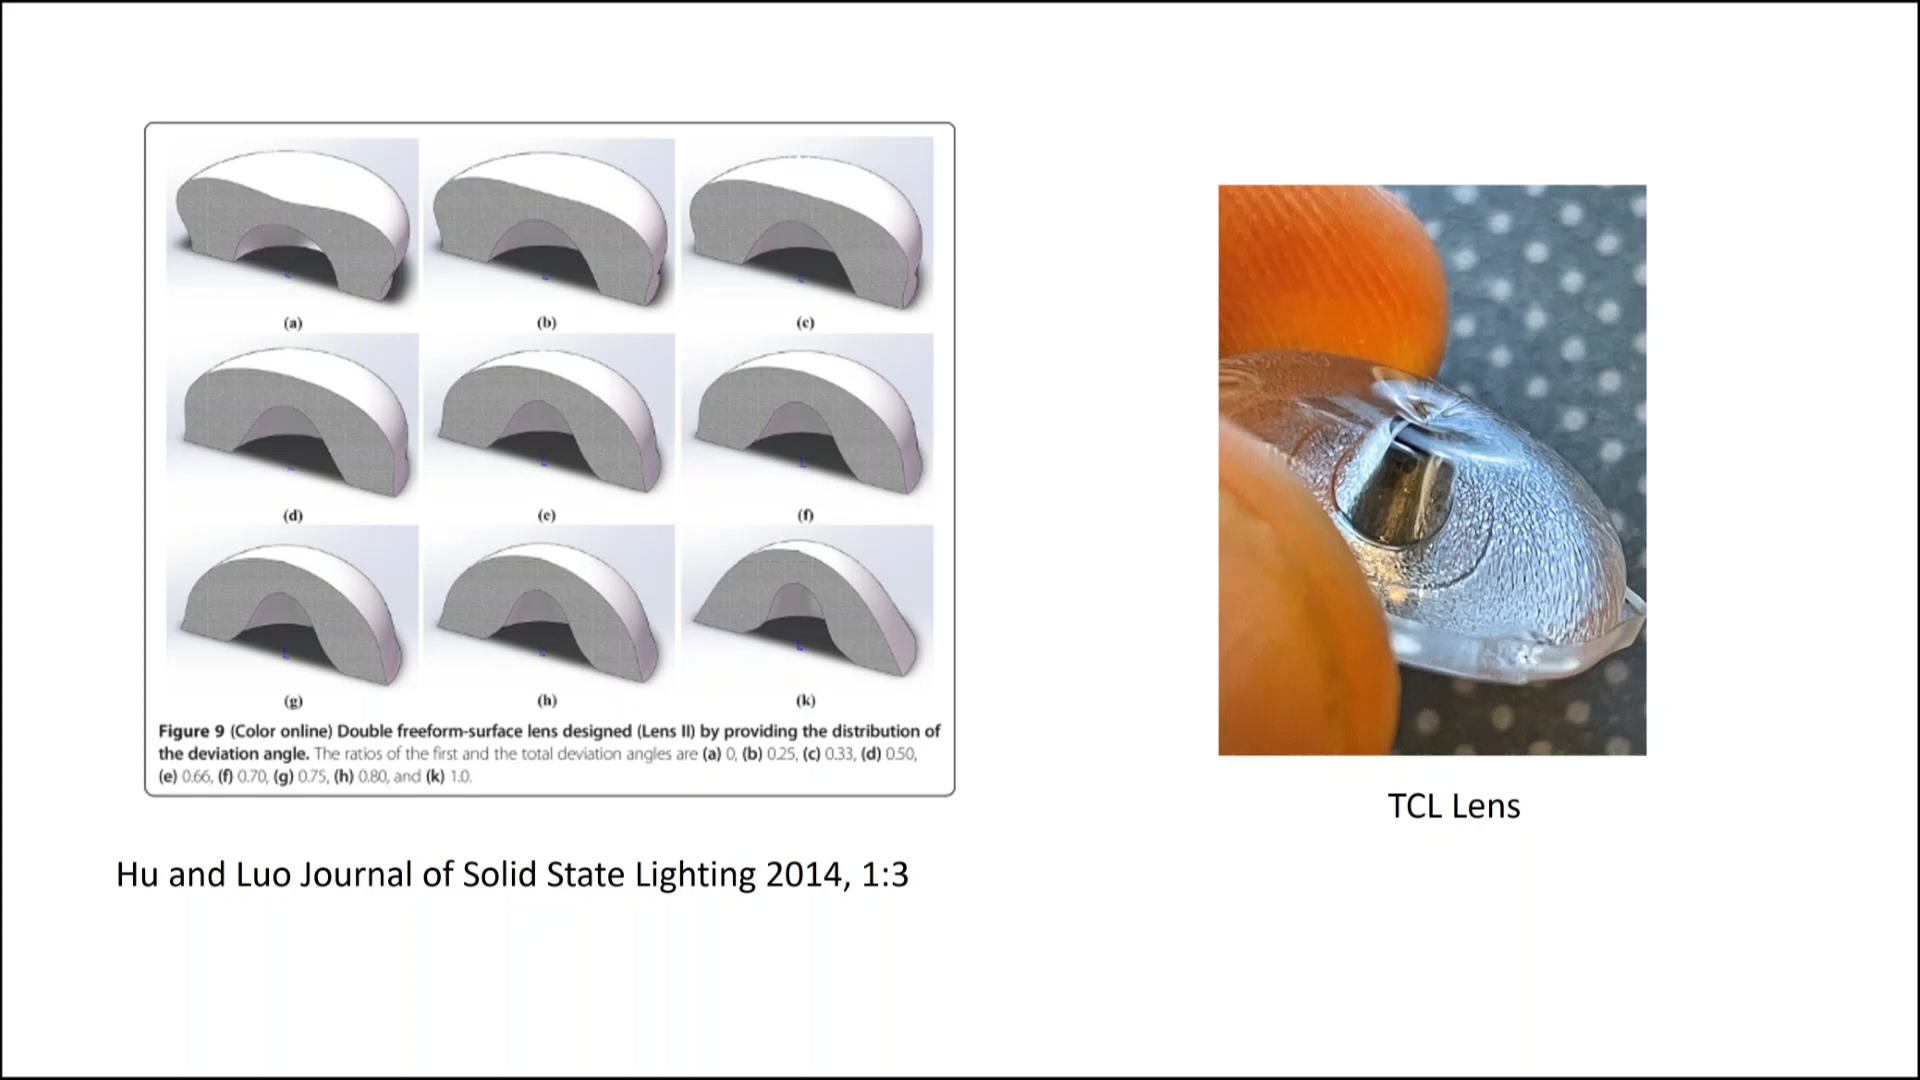 (a)
(b)
(c)
(d)
(e)
(f)
(g)
(h)
(k)
Figure 9 (Color online) Double freeform-surface lens designed (Lens II) by providing the distribution of
the deviation angle. The ratios of the first and the total deviation angles are (a) 0, (b) 0.25, (c) 0.33, (d) 0.50,
(e) 0.66, (f) 0.70, (g) 0.75, (h) 0.80, and (k) 1.0.
TCL Lens
Hu and Luo Journal of Solid State Lighting 2014, 1:3